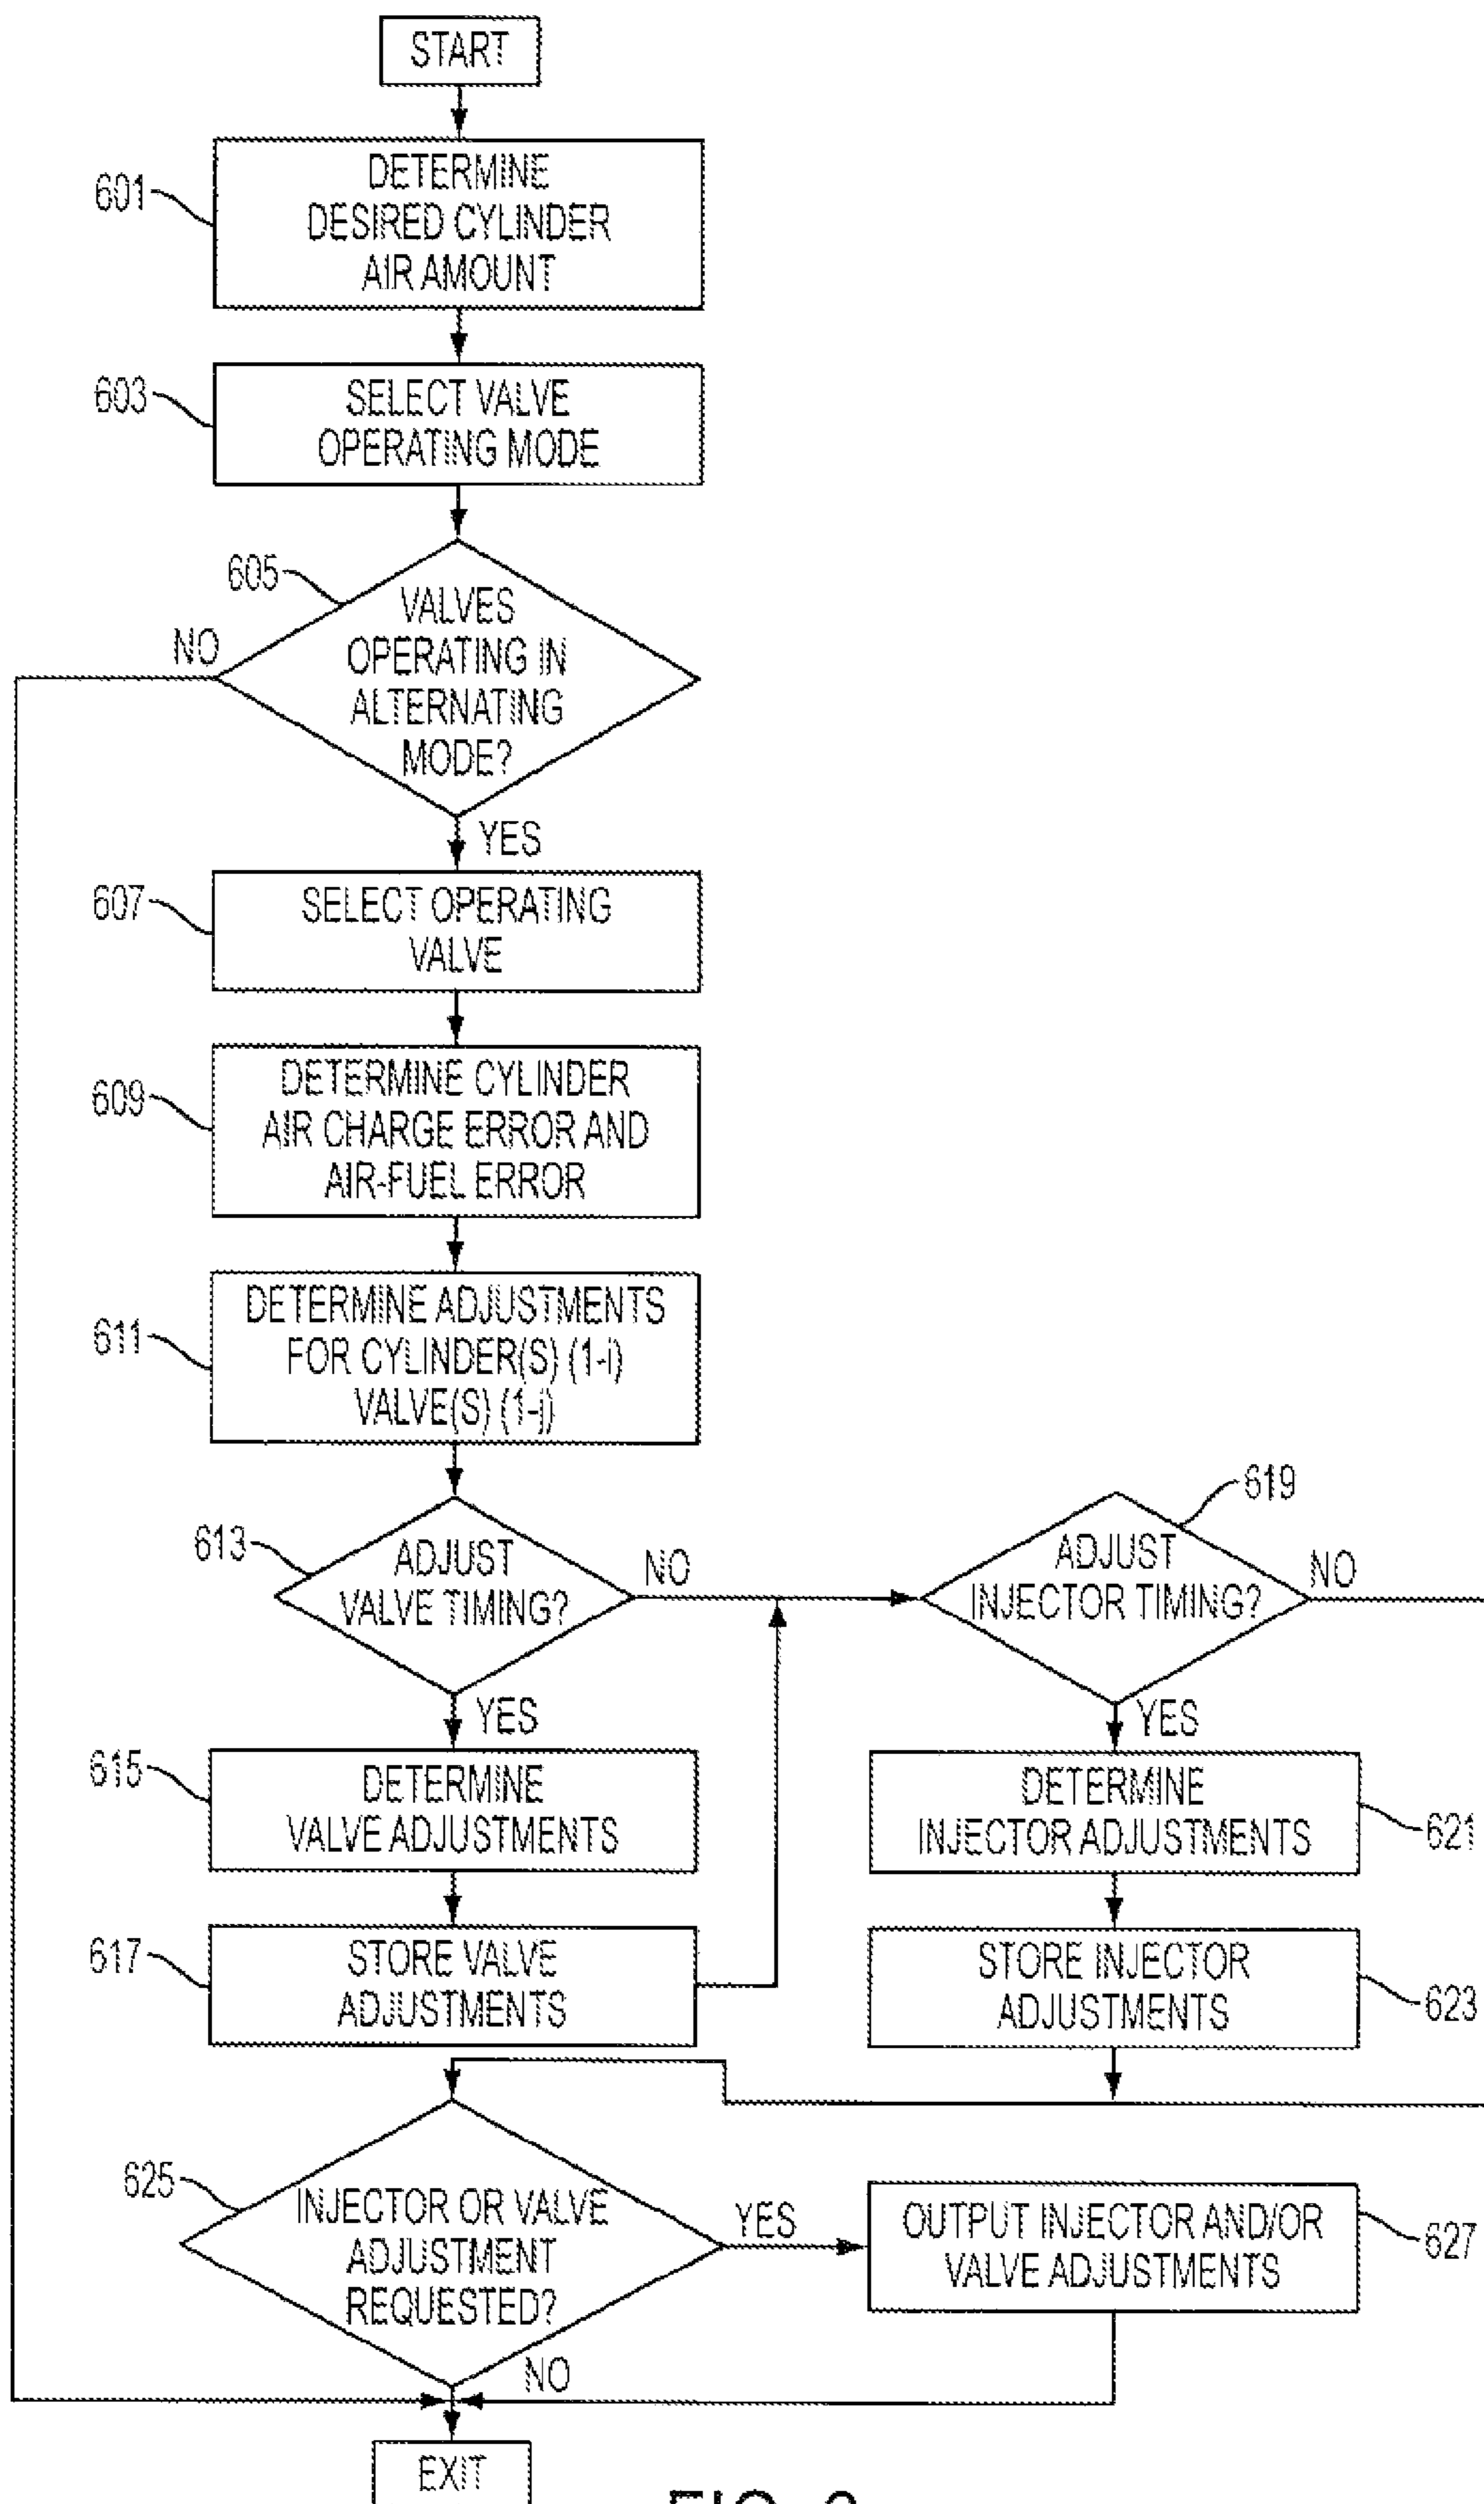 START
601
DETERMINE
DESIRED CYLINDER
AIR AMOUNT
603
SELECT VALVE
OPERATING MODE
605
NO
VALVES
OPERATING IN
ALTERNATING
MODE?
YES
607
SELECT OPERATING
VALVE
609
DETERMINE CYLINDER
AIR CHARGE ERROR AND
AIR-FUEL ERROR
611
DETERMINE ADJUSTMENTS
FOR CYLINDER(S) (1-i)
VALVE(S) (1-j)
613
ADJUST
VALVE TIMING?
NO
YES
615
DETERMINE
VALVE ADJUSTMENTS
617
STORE VALVE
ADJUSTMENTS
619
ADJUST
INJECTOR TIMING?
NO
YES
DETERMINE
INJECTOR ADJUSTMENTS
621
STORE INJECTOR
ADJUSTMENTS
623
625
INJECTOR OR VALVE
ADJUSTMENT
REQUESTED?
YES
NO
OUTPUT INJECTOR AND/OR
VALVE ADJUSTMENTS
627
EXIT
FIG.